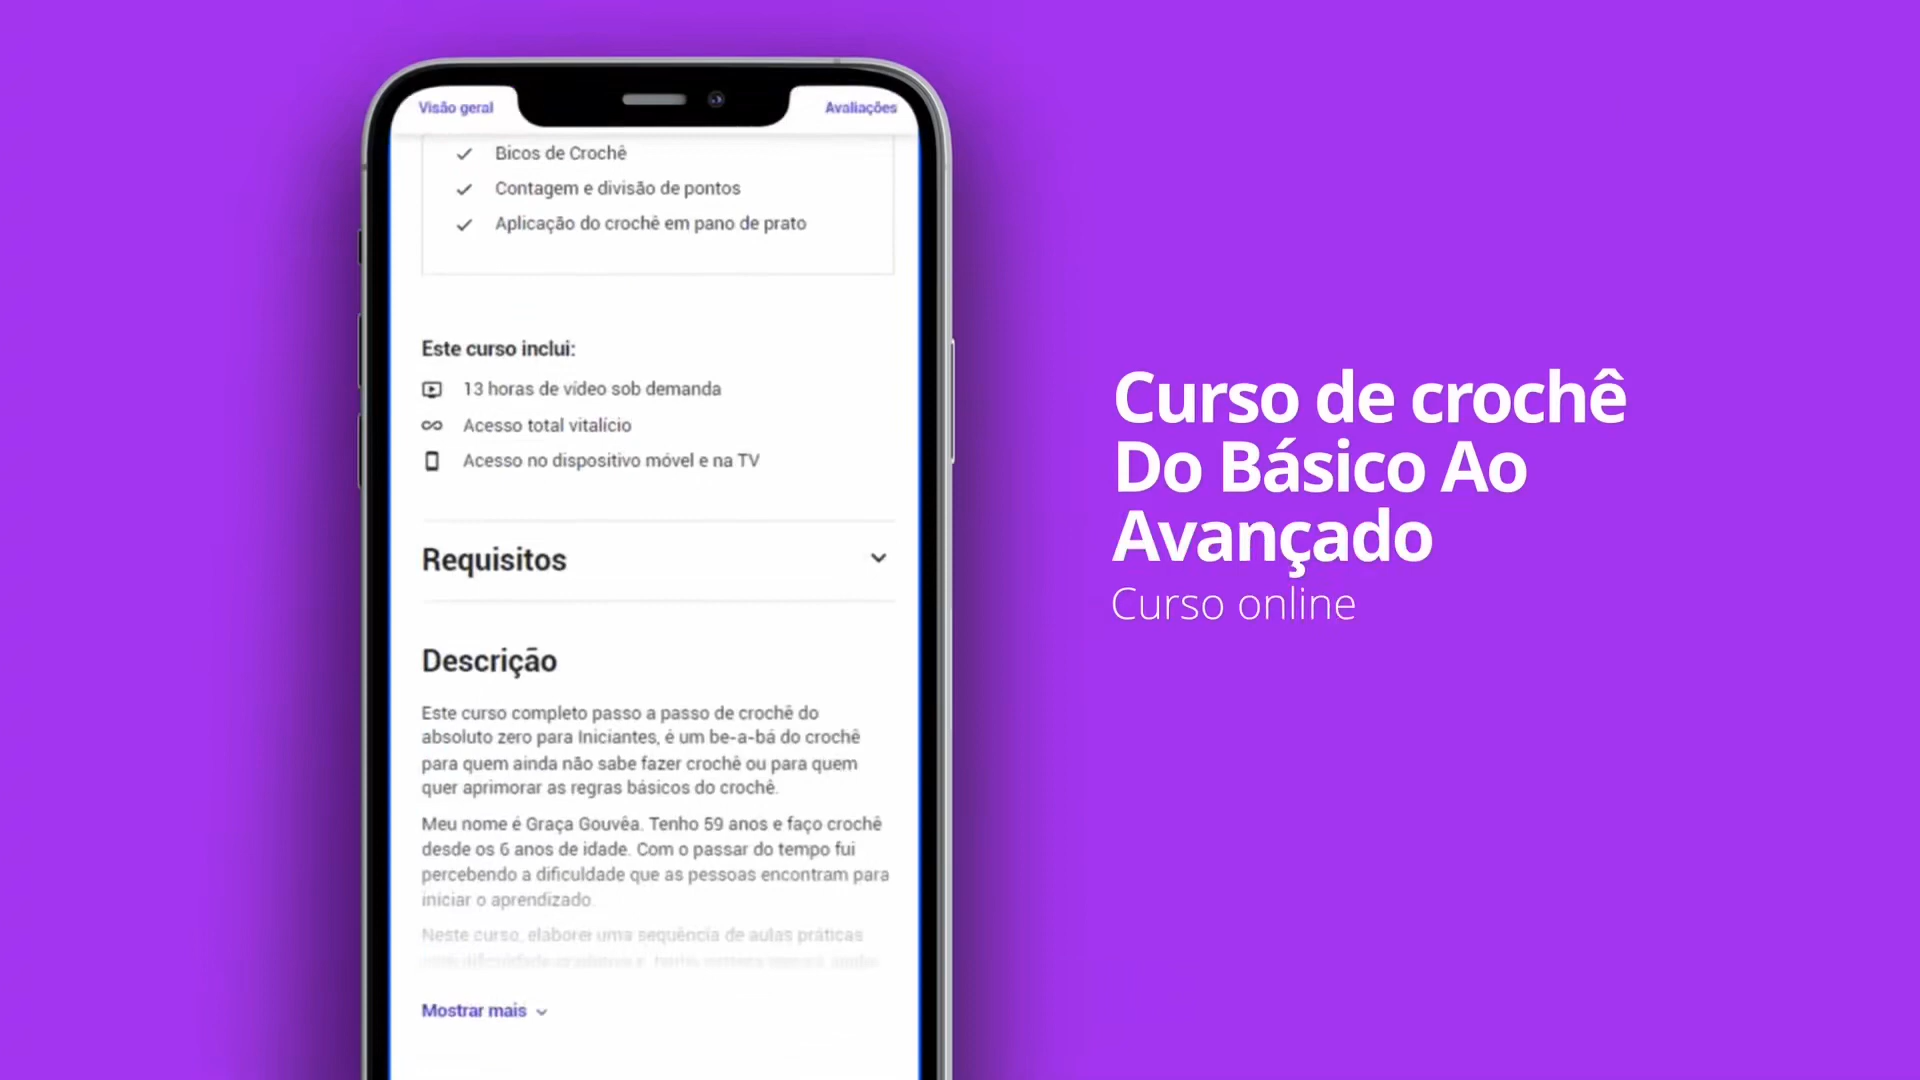 Visão geral
Avaliações
Bicos de Crochê
Contagem e divisão de pontos
Aplicação do crochê em pano de prato
Este curso inclui:
13 horas de vídeo sob demanda
Acesso total vitalício
Acesso no dispositivo móvel e na TV
Requisitos
Descrição
Este curso completo passo a passo de crochê do
absoluto zero para Iniciantes, é um be-a-bá do crochê
para quem ainda não sabe fazer crochê ou para quem
quer aprimorar as regras básicos do crochê.
Meu nome é Graça Gouvêa. Tenho 59 anos e faço crochê
desde os 6 anos de idade. Com o passar do tempo fui
percebendo a dificuldade que as pessoas encontram para
iniciar o aprendizado.
Neste curso, elaborei uma sequência de aulas práticas
Mostrar mais
Curso de crochê
Do Básico Ao
Avançado
Curso online